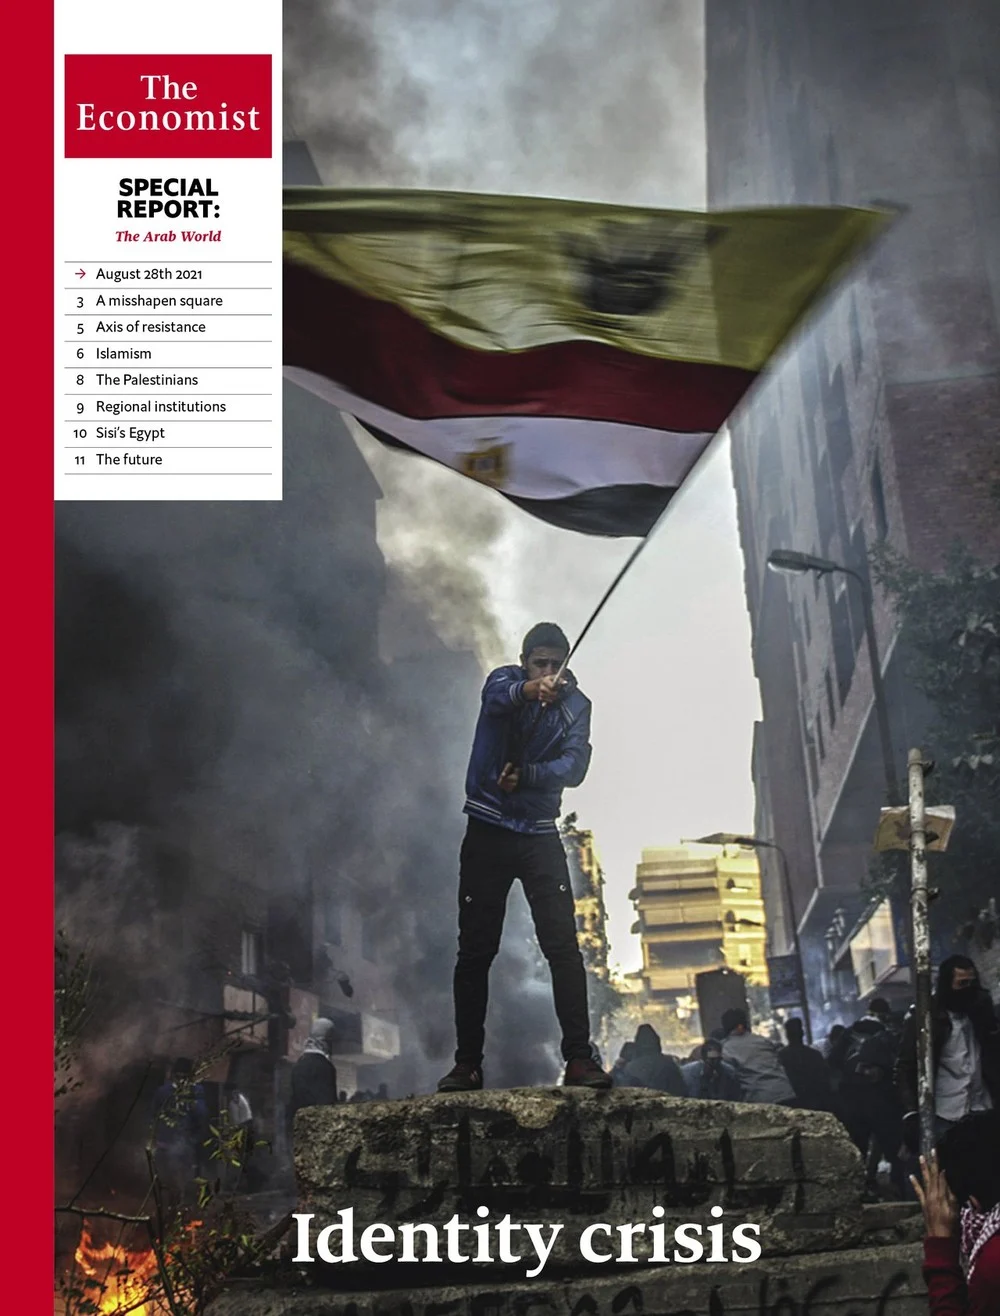 The
Economist
SPECIAL
REPORT:
The Arab World
→ August 28th 2021
3 A misshapen square
5 Axis of resistance
6 Islamism
8 The Palestinians
9 Regional institutions
10 Sisi's Egypt
11 The future
Identity crisis